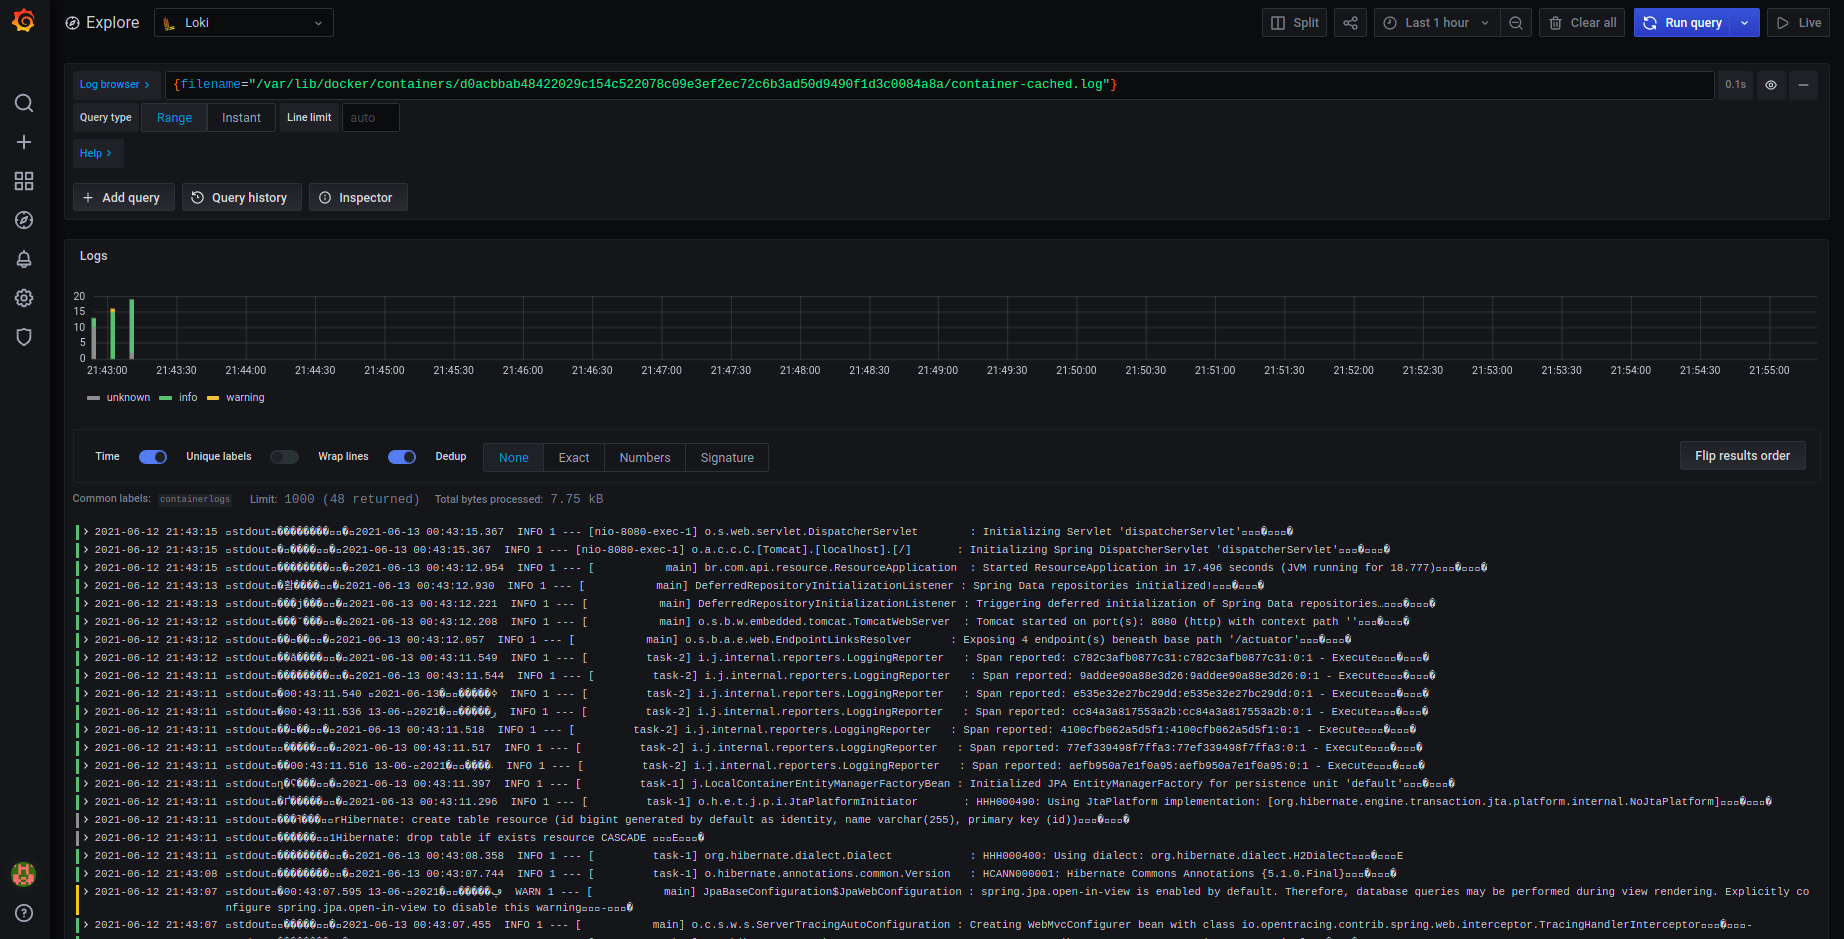 Explore
Loki
Split
Last 1 hour
Clear all
Run query
Live
Log browser >
{filename="/var/lib/docker/containers/d0acbbab48422029c154c522078c09e3ef2ec72c6b3ad50d9490f1d3c0084a8a/container-cached.log"}
0.1s
Query type
Range
Instant
Line limit
auto
Help >
+ Add query
Query history
Inspector
Logs
20
15
10
5
0
21:43:00 21:43:30 21:44:00 21:44:30 21:45:00 21:45:30 21:46:00 21:46:30 21:47:00 21:47:30 21:48:00 21:48:30 21:49:00 21:49:30 21:50:00 21:50:30 21:51:00 21:51:30 21:52:00 21:52:30 21:53:00 21:53:30 21:54:00 21:54:30 21:55:00
unknown info warning
Time
Unique labels
Wrap lines
Dedup
None
Exact
Numbers
Signature
Flip results order
Common labels: containerlogs Limit: 1000 (48 returned) Total bytes processed: 7.75 kB
> 2021-06-12 21:43:15 stdout 2021-06-13 00:43:15.367 INFO 1 --- [nio-8080-exec-1] o.s.web.servlet.DispatcherServlet : Initializing Servlet 'dispatcherServlet'
> 2021-06-12 21:43:15 stdout 2021-06-13 00:43:15.367 INFO 1 --- [nio-8080-exec-1] o.a.c.c.C.[Tomcat].[localhost].[/] : Initializing Spring DispatcherServlet 'dispatcherServlet'
> 2021-06-12 21:43:15 stdout 2021-06-13 00:43:12.954 INFO 1 --- [ main] br.com.api.resource.ResourceApplication : Started ResourceApplication in 17.496 seconds (JVM running for 18.777)
> 2021-06-12 21:43:13 stdout 2021-06-13 00:43:12.930 INFO 1 --- [ main] DeferredRepositoryInitializationListener : Spring Data repositories initialized!
> 2021-06-12 21:43:13 stdout 2021-06-13 00:43:12.221 INFO 1 --- [ main] DeferredRepositoryInitializationListener : Triggering deferred initialization of Spring Data repositories…
> 2021-06-12 21:43:12 stdout 2021-06-13 00:43:12.208 INFO 1 --- [ main] o.s.b.w.embedded.tomcat.TomcatWebServer : Tomcat started on port(s): 8080 (http) with context path ''
> 2021-06-12 21:43:12 stdout 2021-06-13 00:43:12.057 INFO 1 --- [ main] o.s.b.a.e.web.EndpointLinksResolver : Exposing 4 endpoint(s) beneath base path '/actuator'
> 2021-06-12 21:43:12 stdout 2021-06-13 00:43:11.549 INFO 1 --- [ task-2] i.j.internal.reporters.LoggingReporter : Span reported: c782c3afb0877c31:c782c3afb0877c31:0:1 - Execute
> 2021-06-12 21:43:12 stdout 2021-06-13 00:43:11.544 INFO 1 --- [ task-2] i.j.internal.reporters.LoggingReporter : Span reported: 9addee90a88e3d26:9addee90a88e3d26:0:1 - Execute
> 2021-06-12 21:43:11 stdout 00:43:11.540 2021-06-13 INFO 1 --- [ task-2] i.j.internal.reporters.LoggingReporter : Span reported: e535e32e27bc29dd:e535e32e27bc29dd:0:1 - Execute
> 2021-06-12 21:43:11 stdout 00:43:11.536 13-06-2021 INFO 1 --- [ task-2] i.j.internal.reporters.LoggingReporter : Span reported: cc84a3a817553a2b:cc84a3a817553a2b:0:1 - Execute
> 2021-06-12 21:43:11 stdout 2021-06-13 00:43:11.518 INFO 1 --- [ task-2] i.j.internal.reporters.LoggingReporter : Span reported: 4100cfb062a5d5f1:4100cfb062a5d5f1:0:1 - Execute
> 2021-06-12 21:43:11 stdout 2021-06-13 00:43:11.517 INFO 1 --- [ task-2] i.j.internal.reporters.LoggingReporter : Span reported: 77ef339498f7ffa3:77ef339498f7ffa3:0:1 - Execute
> 2021-06-12 21:43:11 stdout 00:43:11.516 13-06-2021 INFO 1 --- [ task-2] i.j.internal.reporters.LoggingReporter : Span reported: aefb950a7e1f0a95:aefb950a7e1f0a95:0:1 - Execute
> 2021-06-12 21:43:11 stdout 2021-06-13 00:43:11.397 INFO 1 --- [ task-1] j.LocalContainerEntityManagerFactoryBean : Initialized JPA EntityManagerFactory for persistence unit 'default'
> 2021-06-12 21:43:11 stdout 2021-06-13 00:43:11.296 INFO 1 --- [ task-1] o.h.e.t.j.p.i.JtaPlatformInitiator : HHH000490: Using JtaPlatform implementation: [org.hibernate.engine.transaction.jta.platform.internal.NoJtaPlatform]
> 2021-06-12 21:43:11 stdout rHibernate: create table resource (id bigint generated by default as identity, name varchar(255), primary key (id))
> 2021-06-12 21:43:11 stdout 1Hibernate: drop table if exists resource CASCADE E
> 2021-06-12 21:43:11 stdout 2021-06-13 00:43:08.358 INFO 1 --- [ task-1] org.hibernate.dialect.Dialect : HHH000400: Using dialect: org.hibernate.dialect.H2Dialect E
> 2021-06-12 21:43:08 stdout 2021-06-13 00:43:07.744 INFO 1 --- [ task-1] o.hibernate.annotations.common.Version : HCANN000001: Hibernate Commons Annotations {5.1.0.Final}
> 2021-06-12 21:43:07 stdout 00:43:07.595 13-06-2021 WARN 1 --- [ main] JpaBaseConfiguration$JpaWebConfiguration : spring.jpa.open-in-view is enabled by default. Therefore, database queries may be performed during view rendering. Explicitly co
nfigure spring.jpa.open-in-view to disable this warning
> 2021-06-12 21:43:07 stdout 2021-06-13 00:43:07.455 INFO 1 --- [ main] o.c.s.w.s.ServerTracingAutoConfiguration : Creating WebMvcConfigurer bean with class io.opentracing.contrib.spring.web.interceptor.TracingHandlerInterceptor